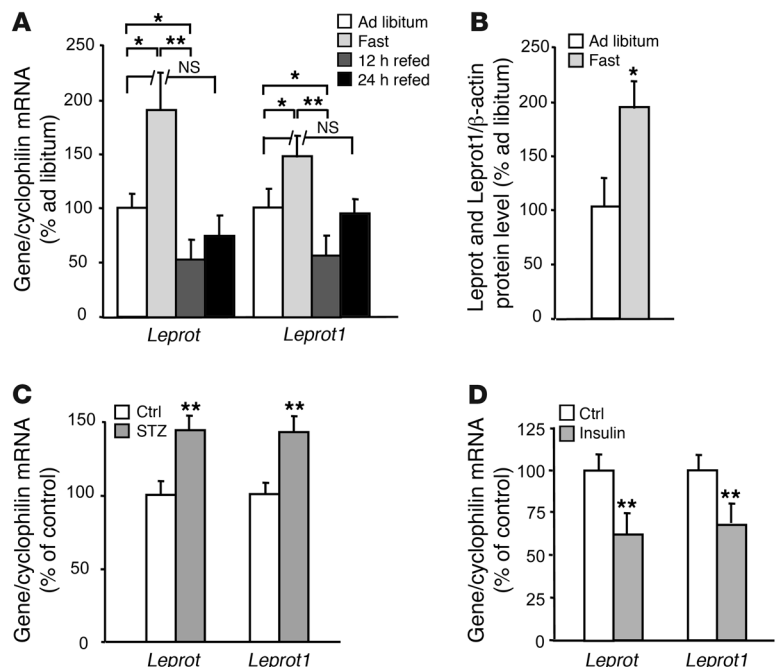 A
Gene/cyclophilin mRNA
(% ad libitum)
250
200
150
100
50
0
* 
* **
NS
*
* **
NS
Ad libitum
Fast
12 h refed
24 h refed
Leprot
Leprot1
B
Leprot and Leprot1/β-actin
protein level (% ad libitum)
250
200
150
100
50
0
Ad libitum
Fast
*
C
Gene/cyclophilin mRNA
(% of control)
150
100
50
0
Ctrl
STZ
**
**
Leprot
Leprot1
D
Gene/cyclophilin mRNA
(% of control)
125
100
75
50
25
0
Ctrl
Insulin
**
**
Leprot
Leprot1